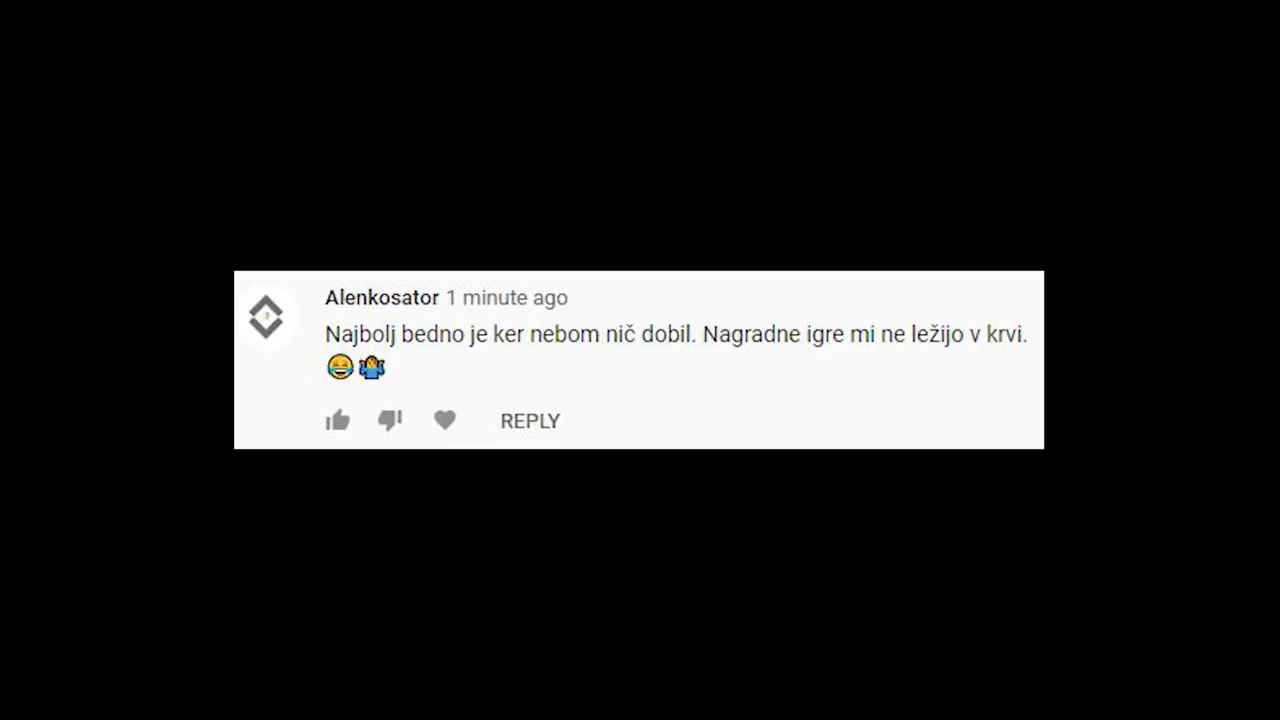 Alenkosator 1 minute ago
Najbolj bedno je ker nebom nič dobil. Nagradne igre mi ne ležijo v krvi.
😂🤷‍♂️
REPLY